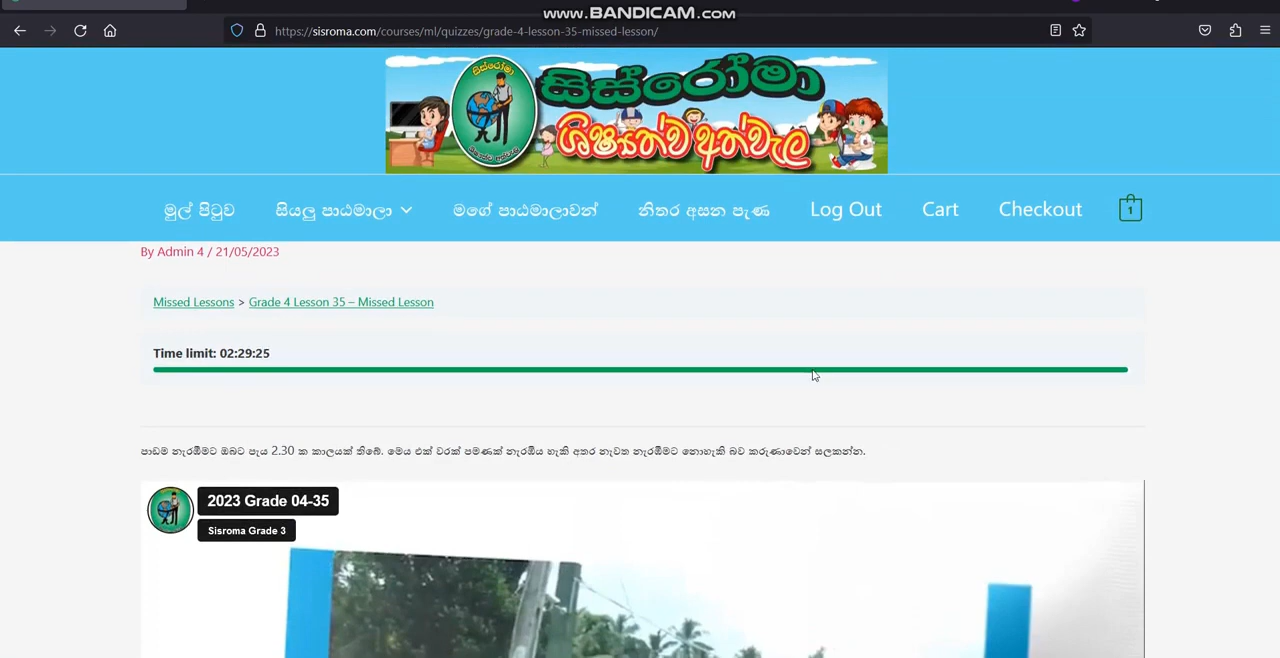 www.BANDICAM.com
https://sisroma.com/courses/ml/quizzes/grade-4-lesson-35-missed-lesson/
සිස්රෝමා
සිස්රෝමා
ශිෂ්‍යත්ව අත්වැල
මුල් පිටුව
සියලු පාඨමාලා
මගේ පාඨමාලාවන්
නිතර අසන පැණ
Log Out
Cart
Checkout
1
By Admin 4 / 21/05/2023
Missed Lessons > Grade 4 Lesson 35 – Missed Lesson
Time limit: 02:29:25
පාඩම නැරඹීමට ඔබට පැය 2.30 ක කාලයක් තිබේ. මෙය එක් වරක් පමණක් නැරඹිය හැකි අතර නැවත නැරඹීමට නොහැකි බව කරුණාවෙන් සලකන්න.
2023 Grade 04-35
Sisroma Grade 3